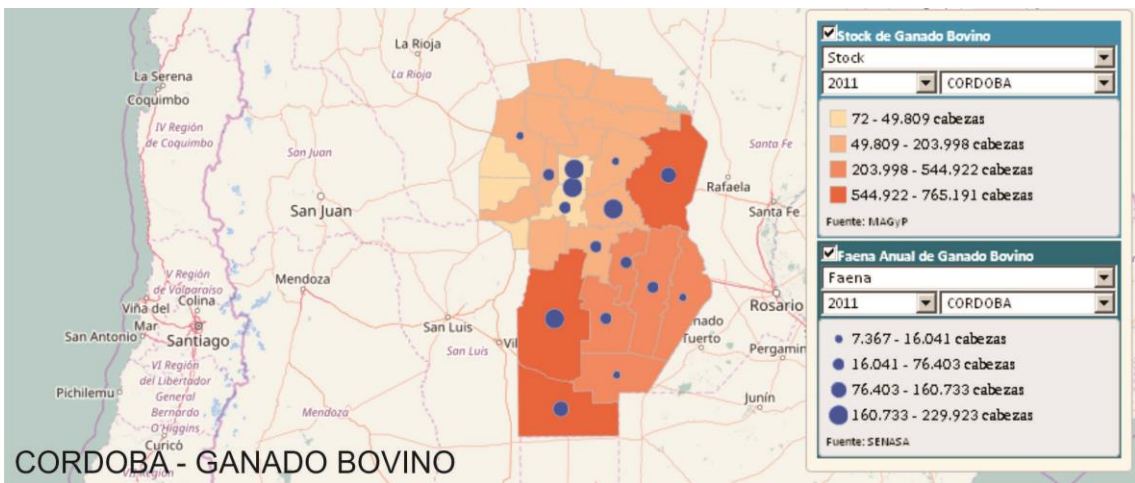 La Rioja
La Rioja
La Serena
Coquimbo
IV Región
de Coquimbo
San Juan
San Juan
Santa Fe
Rafaela
Santa Fe
Mendoza
V Región
de Valparaíso
Viña del
Mar
Colina
San Antonio
Santiago
San Luis
San Luis
Vil
Rosario
nado
Tuerto
Pergamin
VI Región
del Libertador
General
Bernardo
O'Higgins
Pichilemu
Mendoza
Junín
Curicó
VII Región
CORDOBA - GANADO BOVINO
Stock de Ganado Bovino
Stock
2011 CORDOBA
72 - 49.809 cabezas
49.809 - 203.998 cabezas
203.998 - 544.922 cabezas
544.922 - 765.191 cabezas
Fuente: MAGyP
Faena Anual de Ganado Bovino
Faena
2011 CORDOBA
7.367 - 16.041 cabezas
16.041 - 76.403 cabezas
76.403 - 160.733 cabezas
160.733 - 229.923 cabezas
Fuente: SENASA